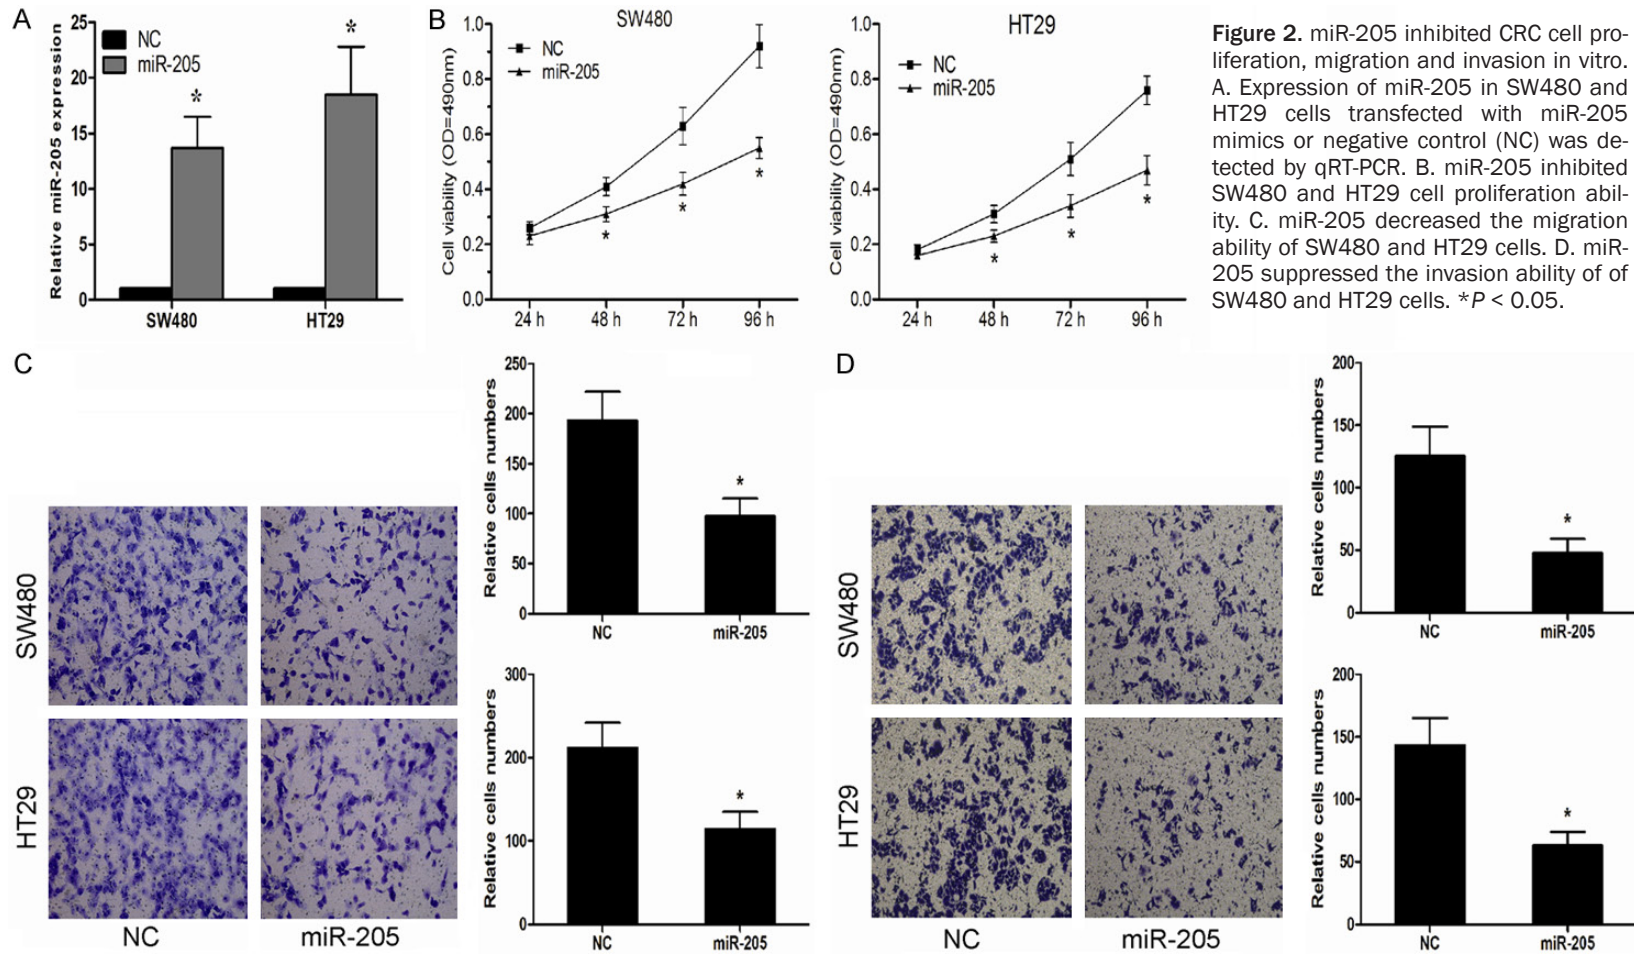 A
Relative miR-205 expression
25
20
15
10
5
0
NC
miR-205
*
*
SW480
HT29
B
SW480
Cell viability (OD=490nm)
1.0
0.8
0.6
0.4
0.2
0.0
NC
miR-205
*
*
*
24 h
48 h
72 h
96 h
HT29
Cell viability (OD=490nm)
1.0
0.8
0.6
0.4
0.2
0.0
NC
miR-205
*
*
*
24 h
48 h
72 h
96 h
Figure 2. miR-205 inhibited CRC cell pro-
liferation, migration and invasion in vitro.
A. Expression of miR-205 in SW480 and
HT29 cells transfected with miR-205
mimics or negative control (NC) was de-
tected by qRT-PCR. B. miR-205 inhibited
SW480 and HT29 cell proliferation abil-
ity. C. miR-205 decreased the migration
ability of SW480 and HT29 cells. D. miR-
205 suppressed the invasion ability of of
SW480 and HT29 cells. *P < 0.05.
C
SW480
HT29
NC
miR-205
Relative cells numbers
250
200
150
100
50
0
*
NC
miR-205
Relative cells numbers
300
200
100
0
*
NC
miR-205
D
SW480
HT29
NC
miR-205
Relative cells numbers
200
150
100
50
0
*
NC
miR-205
Relative cells numbers
200
150
100
50
0
*
NC
miR-205